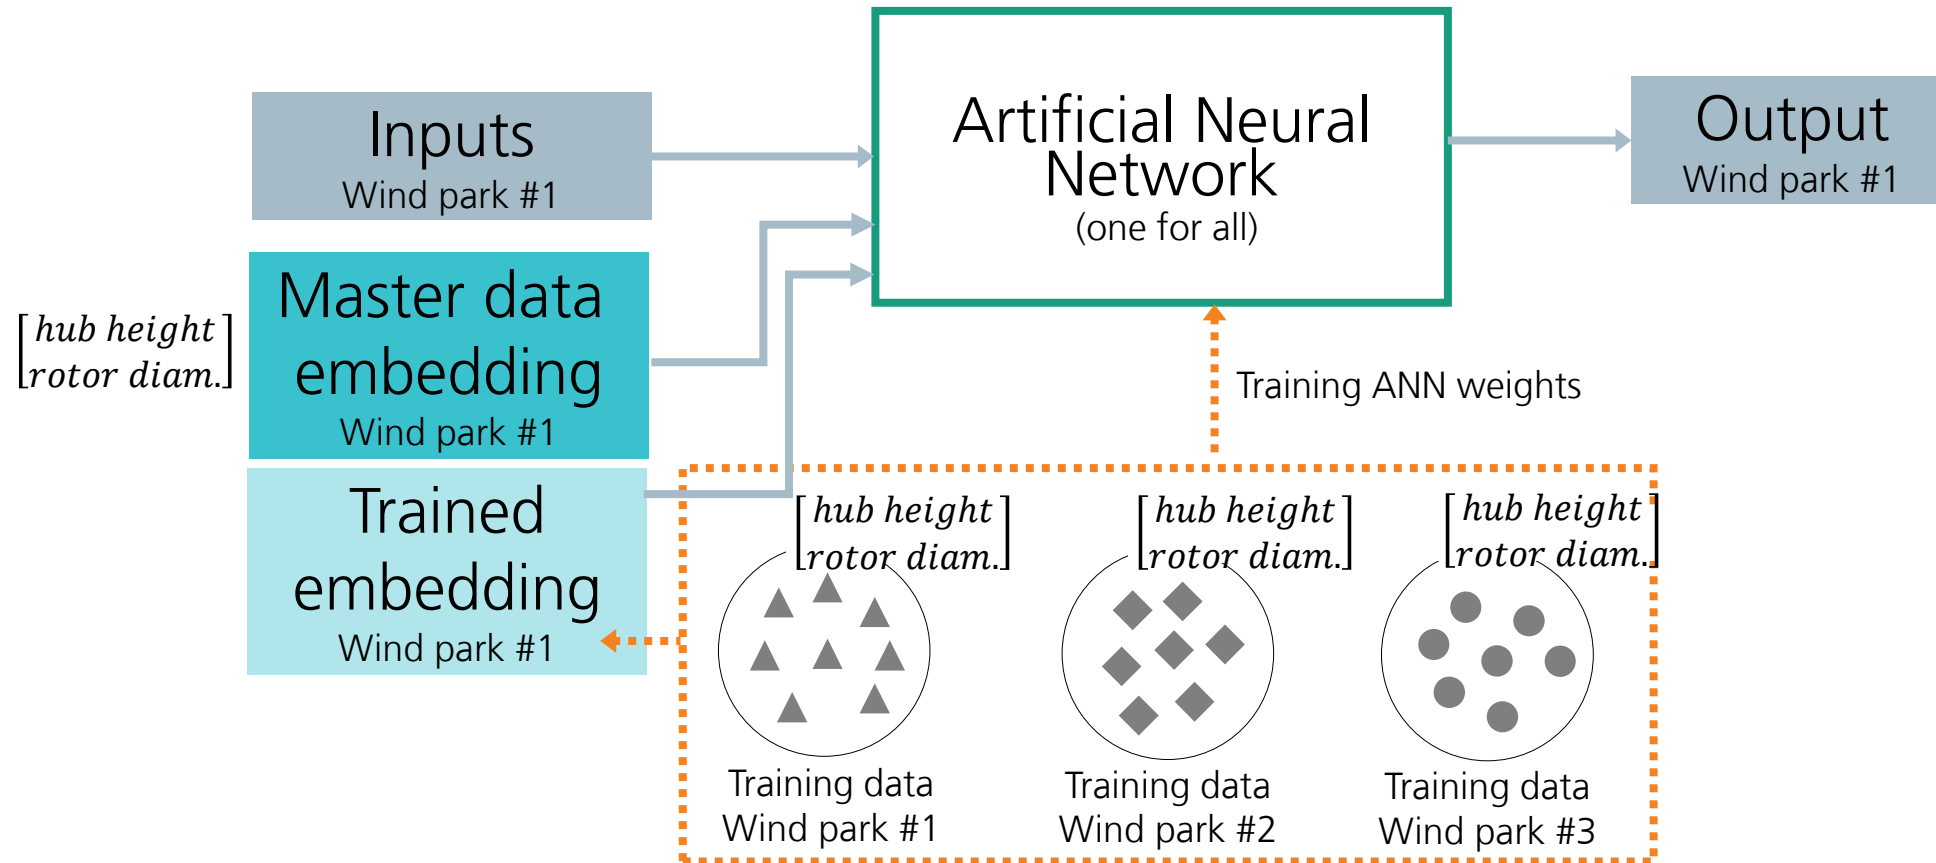 Inputs
Wind park #1
Artificial Neural
Network
(one for all)
Output
Wind park #1
hub height
rotor diam.
Master data
embedding
Wind park #1
Training ANN weights
Trained
embedding
Wind park #1
hub height
rotor diam.
hub height
rotor diam.
hub height
rotor diam.
Training data
Wind park #1
Training data
Wind park #2
Training data
Wind park #3